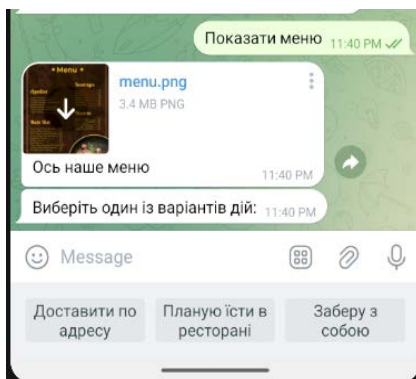 Показати меню 11:40 PM
• Menu •
menu.png
3.4 MB PNG
Ось наше меню
11:40 PM
Виберіть один із варіантів дій: 11:40 PM
Message
Доставити по
адресу
Планую їсти в
ресторані
Заберу з
собою